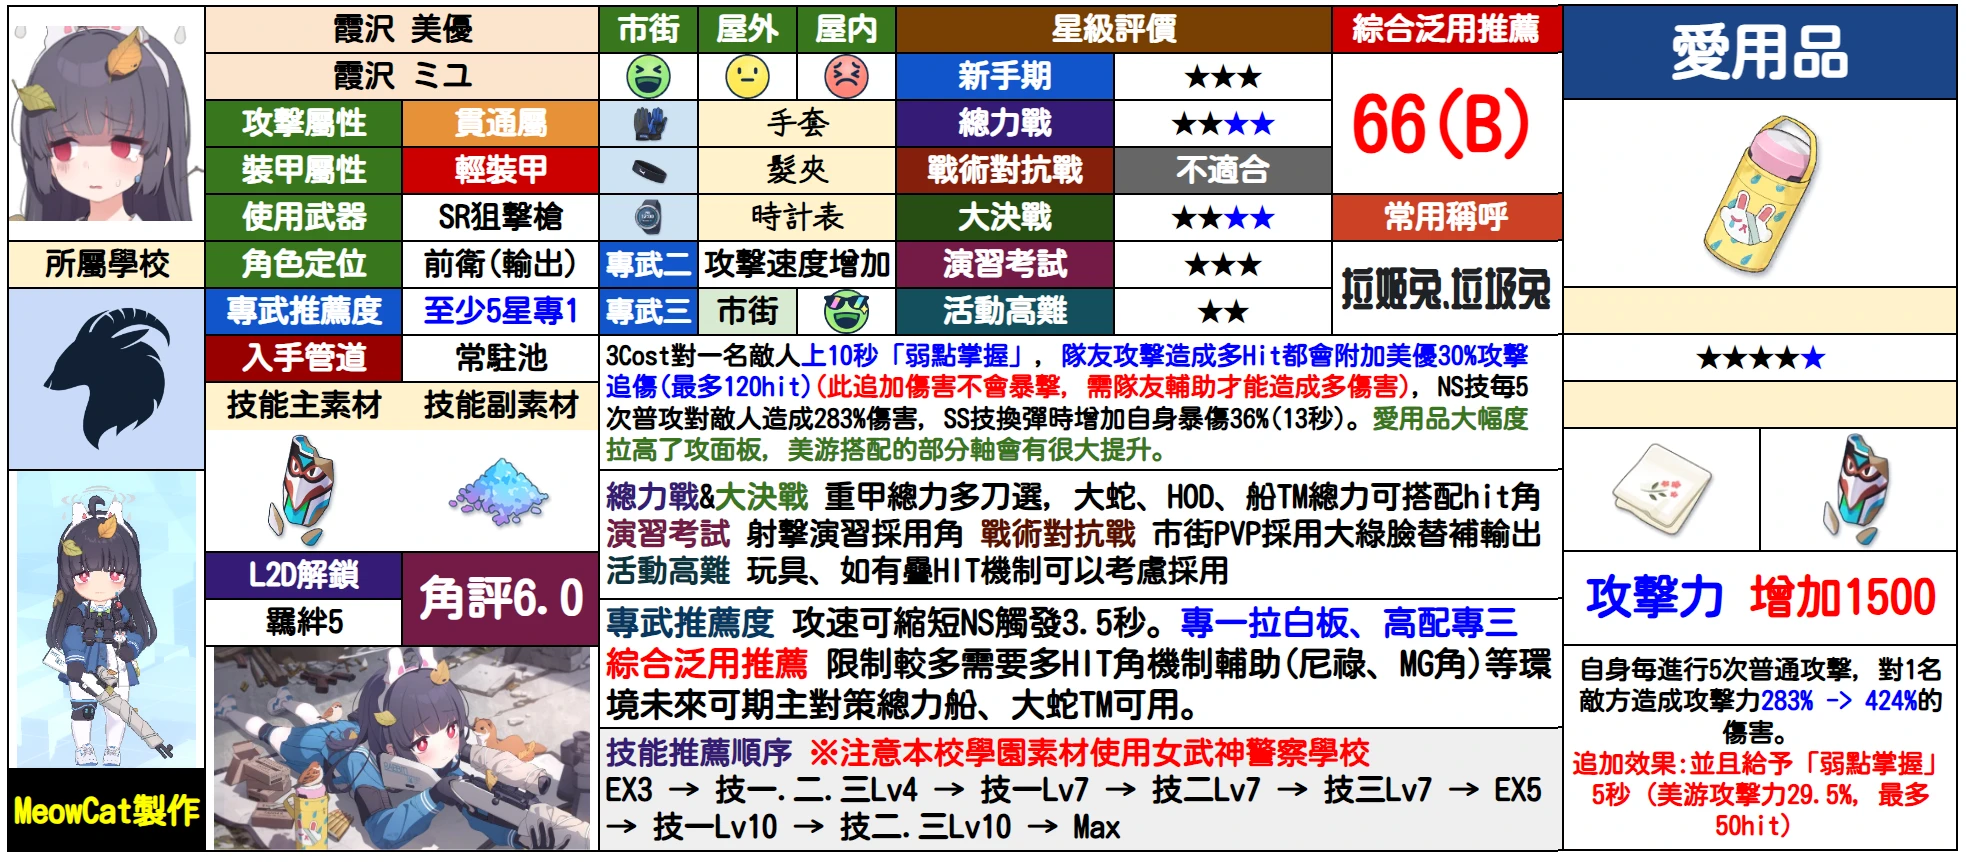 霞沢 美優
市街 屋外 屋内
星級評價
綜合泛用推薦
愛用品
霞沢 ミユ
新手期 ★★★
66(B)
攻擊屬性 貫通屬
手套
總力戰 ★★★★
裝甲屬性 輕裝甲
髮夾
戰術對抗戰 不適合
使用武器 SR狙擊槍
時計表
大決戰 ★★★★
常用稱呼
所屬學校
角色定位 前衛(輸出)
專武二 攻擊速度增加
演習考試 ★★★
拉姬兔.垃圾兔
專武推薦度 至少5星專1
專武三 市街
活動高難 ★★
入手管道 常駐池
★★★★★
技能主素材 技能副素材
3Cost對一名敵人上10秒「弱點掌握」, 隊友攻擊造成多Hit都會附加美優30%攻擊
追傷(最多120hit)(此追加傷害不會暴擊, 需隊友輔助才能造成多傷害), NS技每5
次普攻對敵人造成283%傷害, SS技換彈時增加自身暴傷36%(13秒)。愛用品大幅度
拉高了攻面板, 美游搭配的部分軸會有很大提升。
總力戰&大決戰 重甲總力多刀選, 大蛇、HOD、船TM總力可搭配hit角
演習考試 射擊演習採用角 戰術對抗戰 市街PVP採用大綠臉替補輸出
活動高難 玩具、如有疊HIT機制可以考慮採用
L2D解鎖
羈絆5
角評6.0
專武推薦度 攻速可縮短NS觸發3.5秒。專一拉白板、高配專三
綜合泛用推薦 限制較多需要多HIT角機制輔助(尼祿、MG角)等環
境未來可期主對策總力船、大蛇TM可用。
技能推薦順序 ※注意本校學園素材使用女武神警察學校
EX3 → 技一.二.三Lv4 → 技一Lv7 → 技二Lv7 → 技三Lv7 → EX5
→ 技一Lv10 → 技二.三Lv10 → Max
攻擊力 增加1500
自身每進行5次普通攻擊, 對1名
敵方造成攻擊力283% -> 424%的
傷害。
追加效果:並且給予「弱點掌握」
5秒 (美游攻擊力29.5%, 最多
50hit)
MeowCat製作